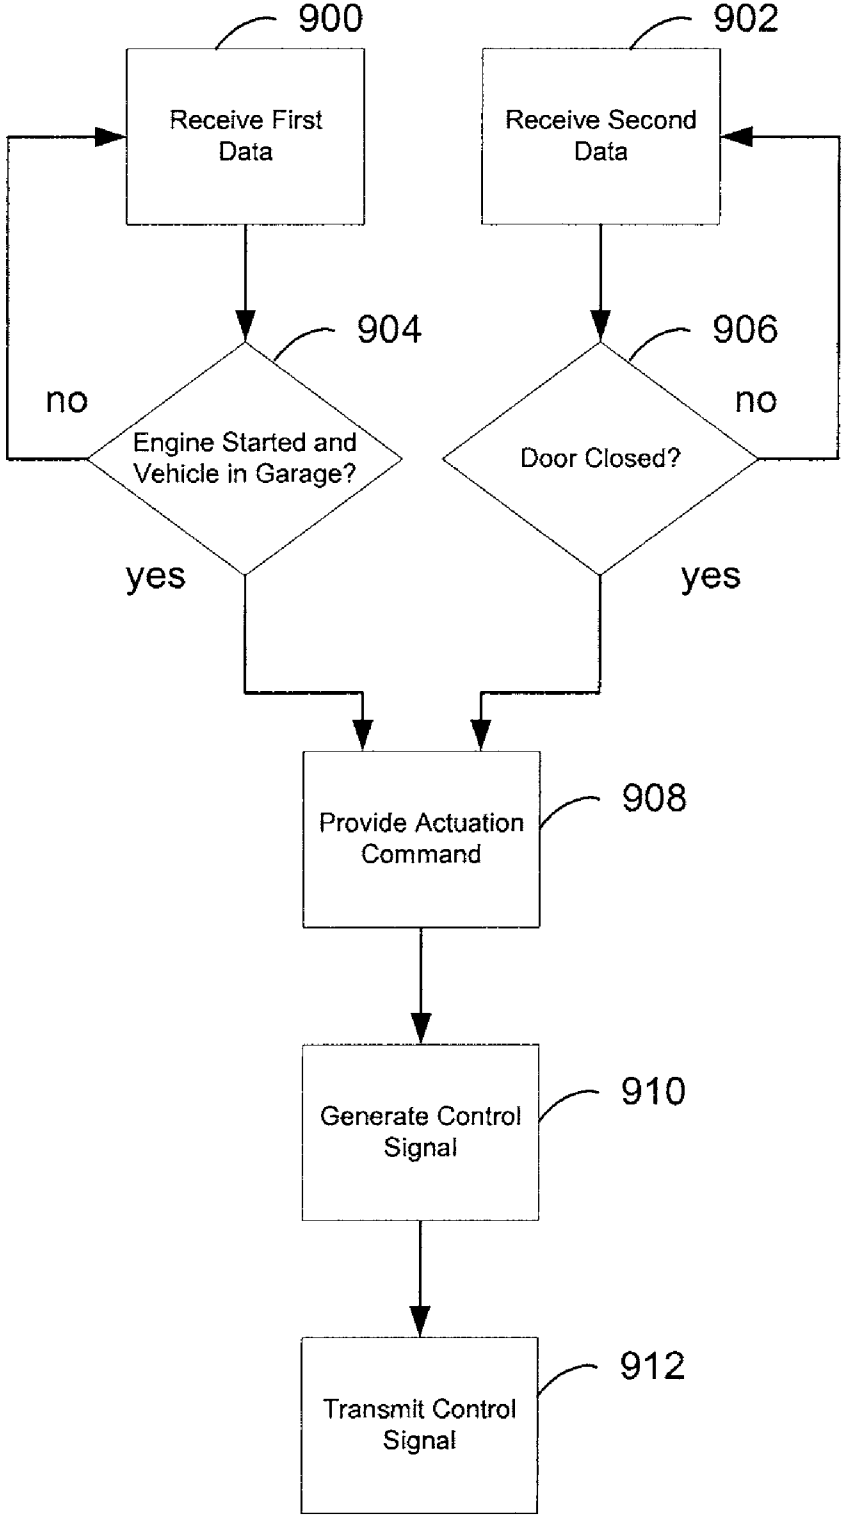 900
902
Receive First
Data
Receive Second
Data
904
906
no
no
Engine Started and
Vehicle in Garage?
Door Closed?
yes
yes
908
Provide Actuation
Command
910
Generate Control
Signal
912
Transmit Control
Signal